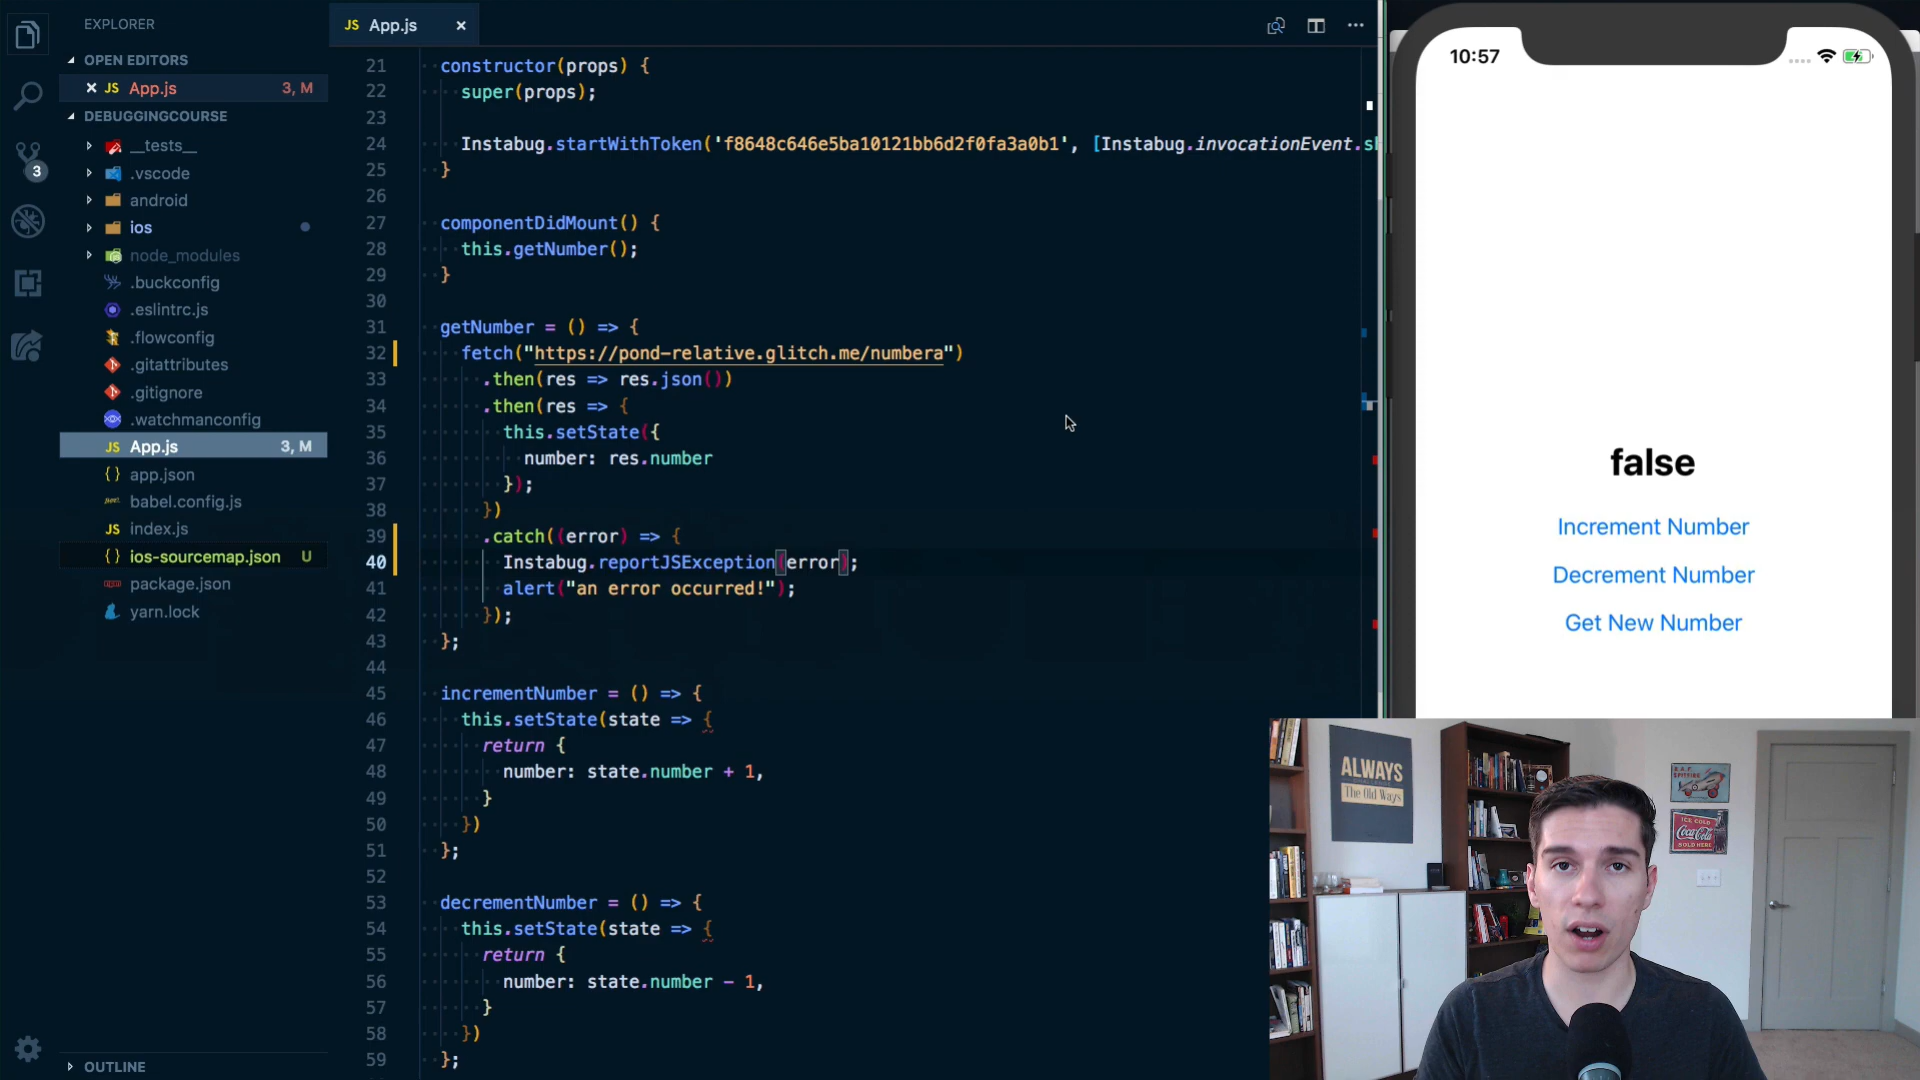 EXPLORER
OPEN EDITORS
JS App.js 3, M
DEBUGGINGCOURSE
__tests__
.vscode
android
ios
node_modules
.buckconfig
.eslintrc.js
.flowconfig
.gitattributes
.gitignore
.watchmanconfig
JS App.js 3, M
{} app.json
babel.config.js
JS index.js
{} ios-sourcemap.json U
package.json
yarn.lock
OUTLINE
3
JS App.js
21 constructor(props) {
22 super(props);
23
24 Instabug.startWithToken('f8648c646e5ba10121bb6d2f0fa3a0b1', [Instabug.invocationEvent.s
25 }
26
27 componentDidMount() {
28 this.getNumber();
29 }
30
31 getNumber = () => {
32 fetch("https://pond-relative.glitch.me/numbera")
33 .then(res => res.json())
34 .then(res => {
35 this.setState({
36 number: res.number
37 });
38 })
39 .catch((error) => {
40 Instabug.reportJSException(error);
41 alert("an error occurred!");
42 });
43 };
44
45 incrementNumber = () => {
46 this.setState(state => {
47 return {
48 number: state.number + 1,
49 }
50 })
51 };
52
53 decrementNumber = () => {
54 this.setState(state => {
55 return {
56 number: state.number - 1,
57 }
58 })
59 };
10:57
false
Increment Number
Decrement Number
Get New Number
ALWAYS
The Old Ways
SPITFIRE
ICE COLD
Coca-Cola
SOLD HERE